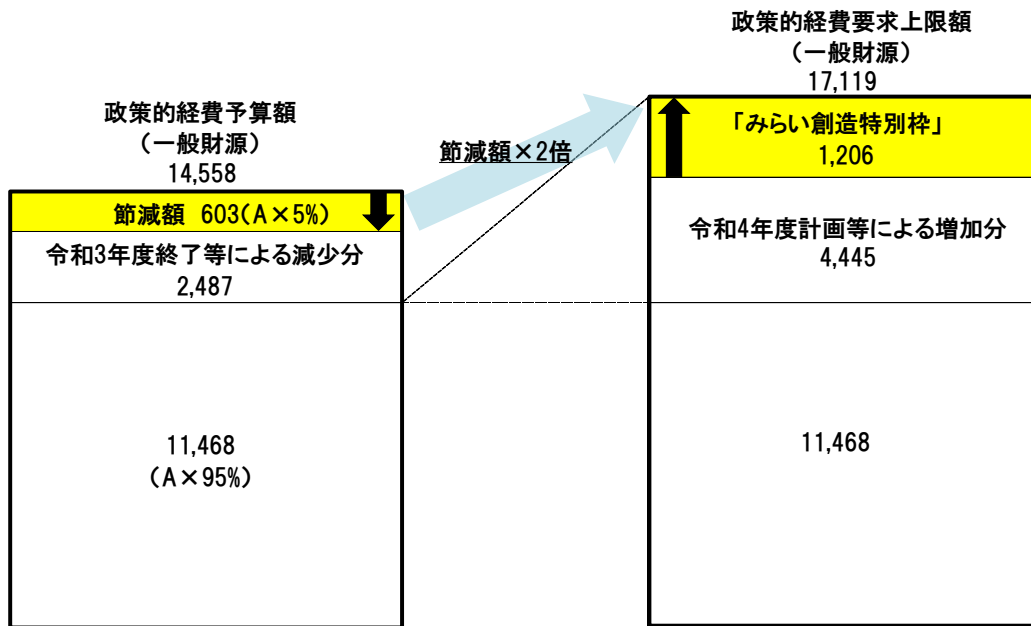 政策的経費予算額
（一般財源）
14,558
節減額 603(A×5%)
令和3年度終了等による減少分
2,487
11,468
(A×95%)
節減額×2倍
政策的経費要求上限額
（一般財源）
17,119
「みらい創造特別枠」
1,206
令和4年度計画等による増加分
4,445
11,468